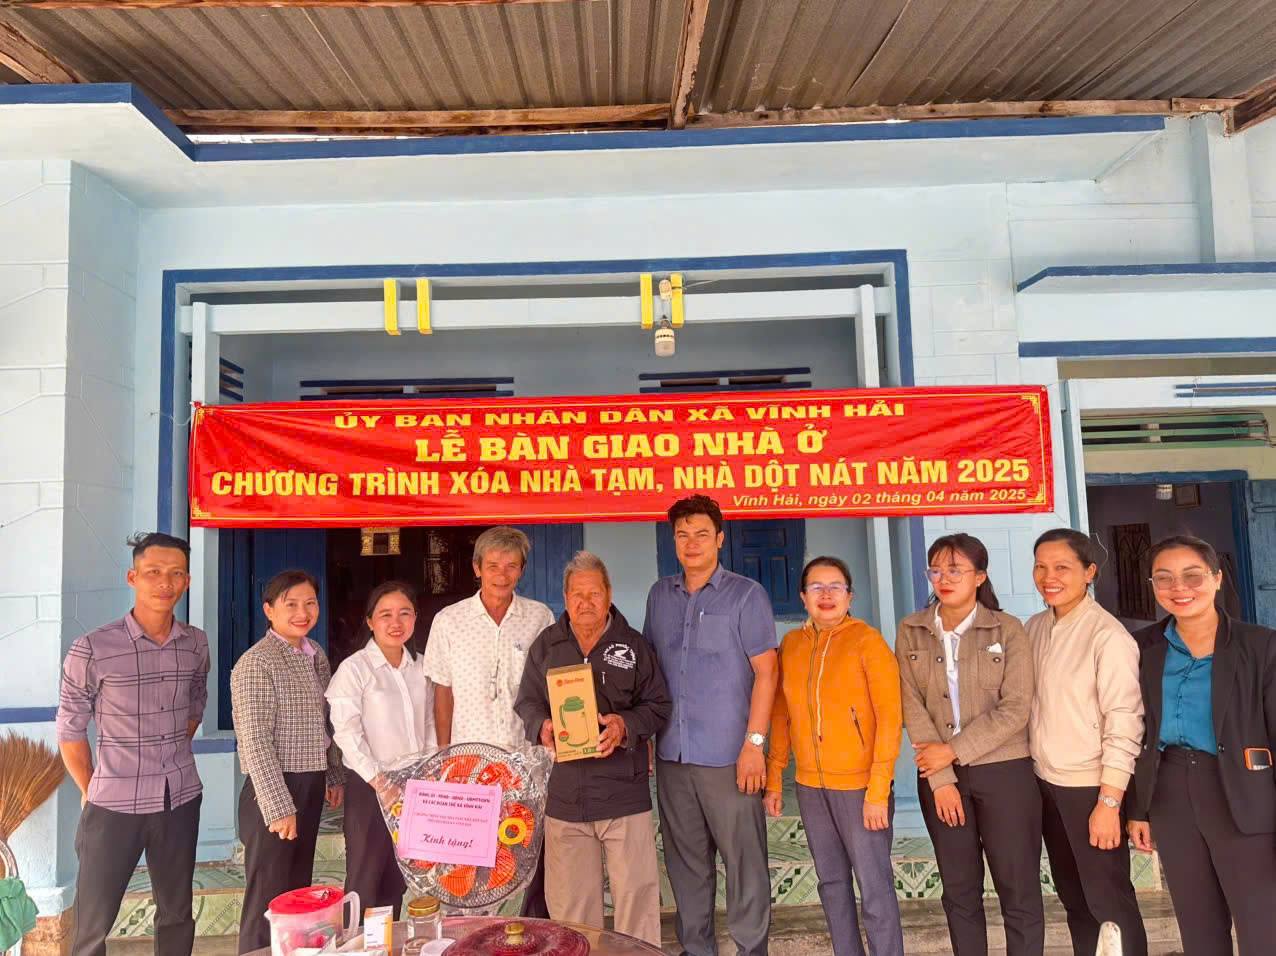 ỦY BAN NHÂN DÂN XÃ VĨNH HẢI
LỄ BÀN GIAO NHÀ Ở
CHƯƠNG TRÌNH XÓA NHÀ TẠM, NHÀ DỘT NÁT NĂM 2025
Vĩnh Hải, ngày 02 tháng 04 năm 2025
Kính tặng!